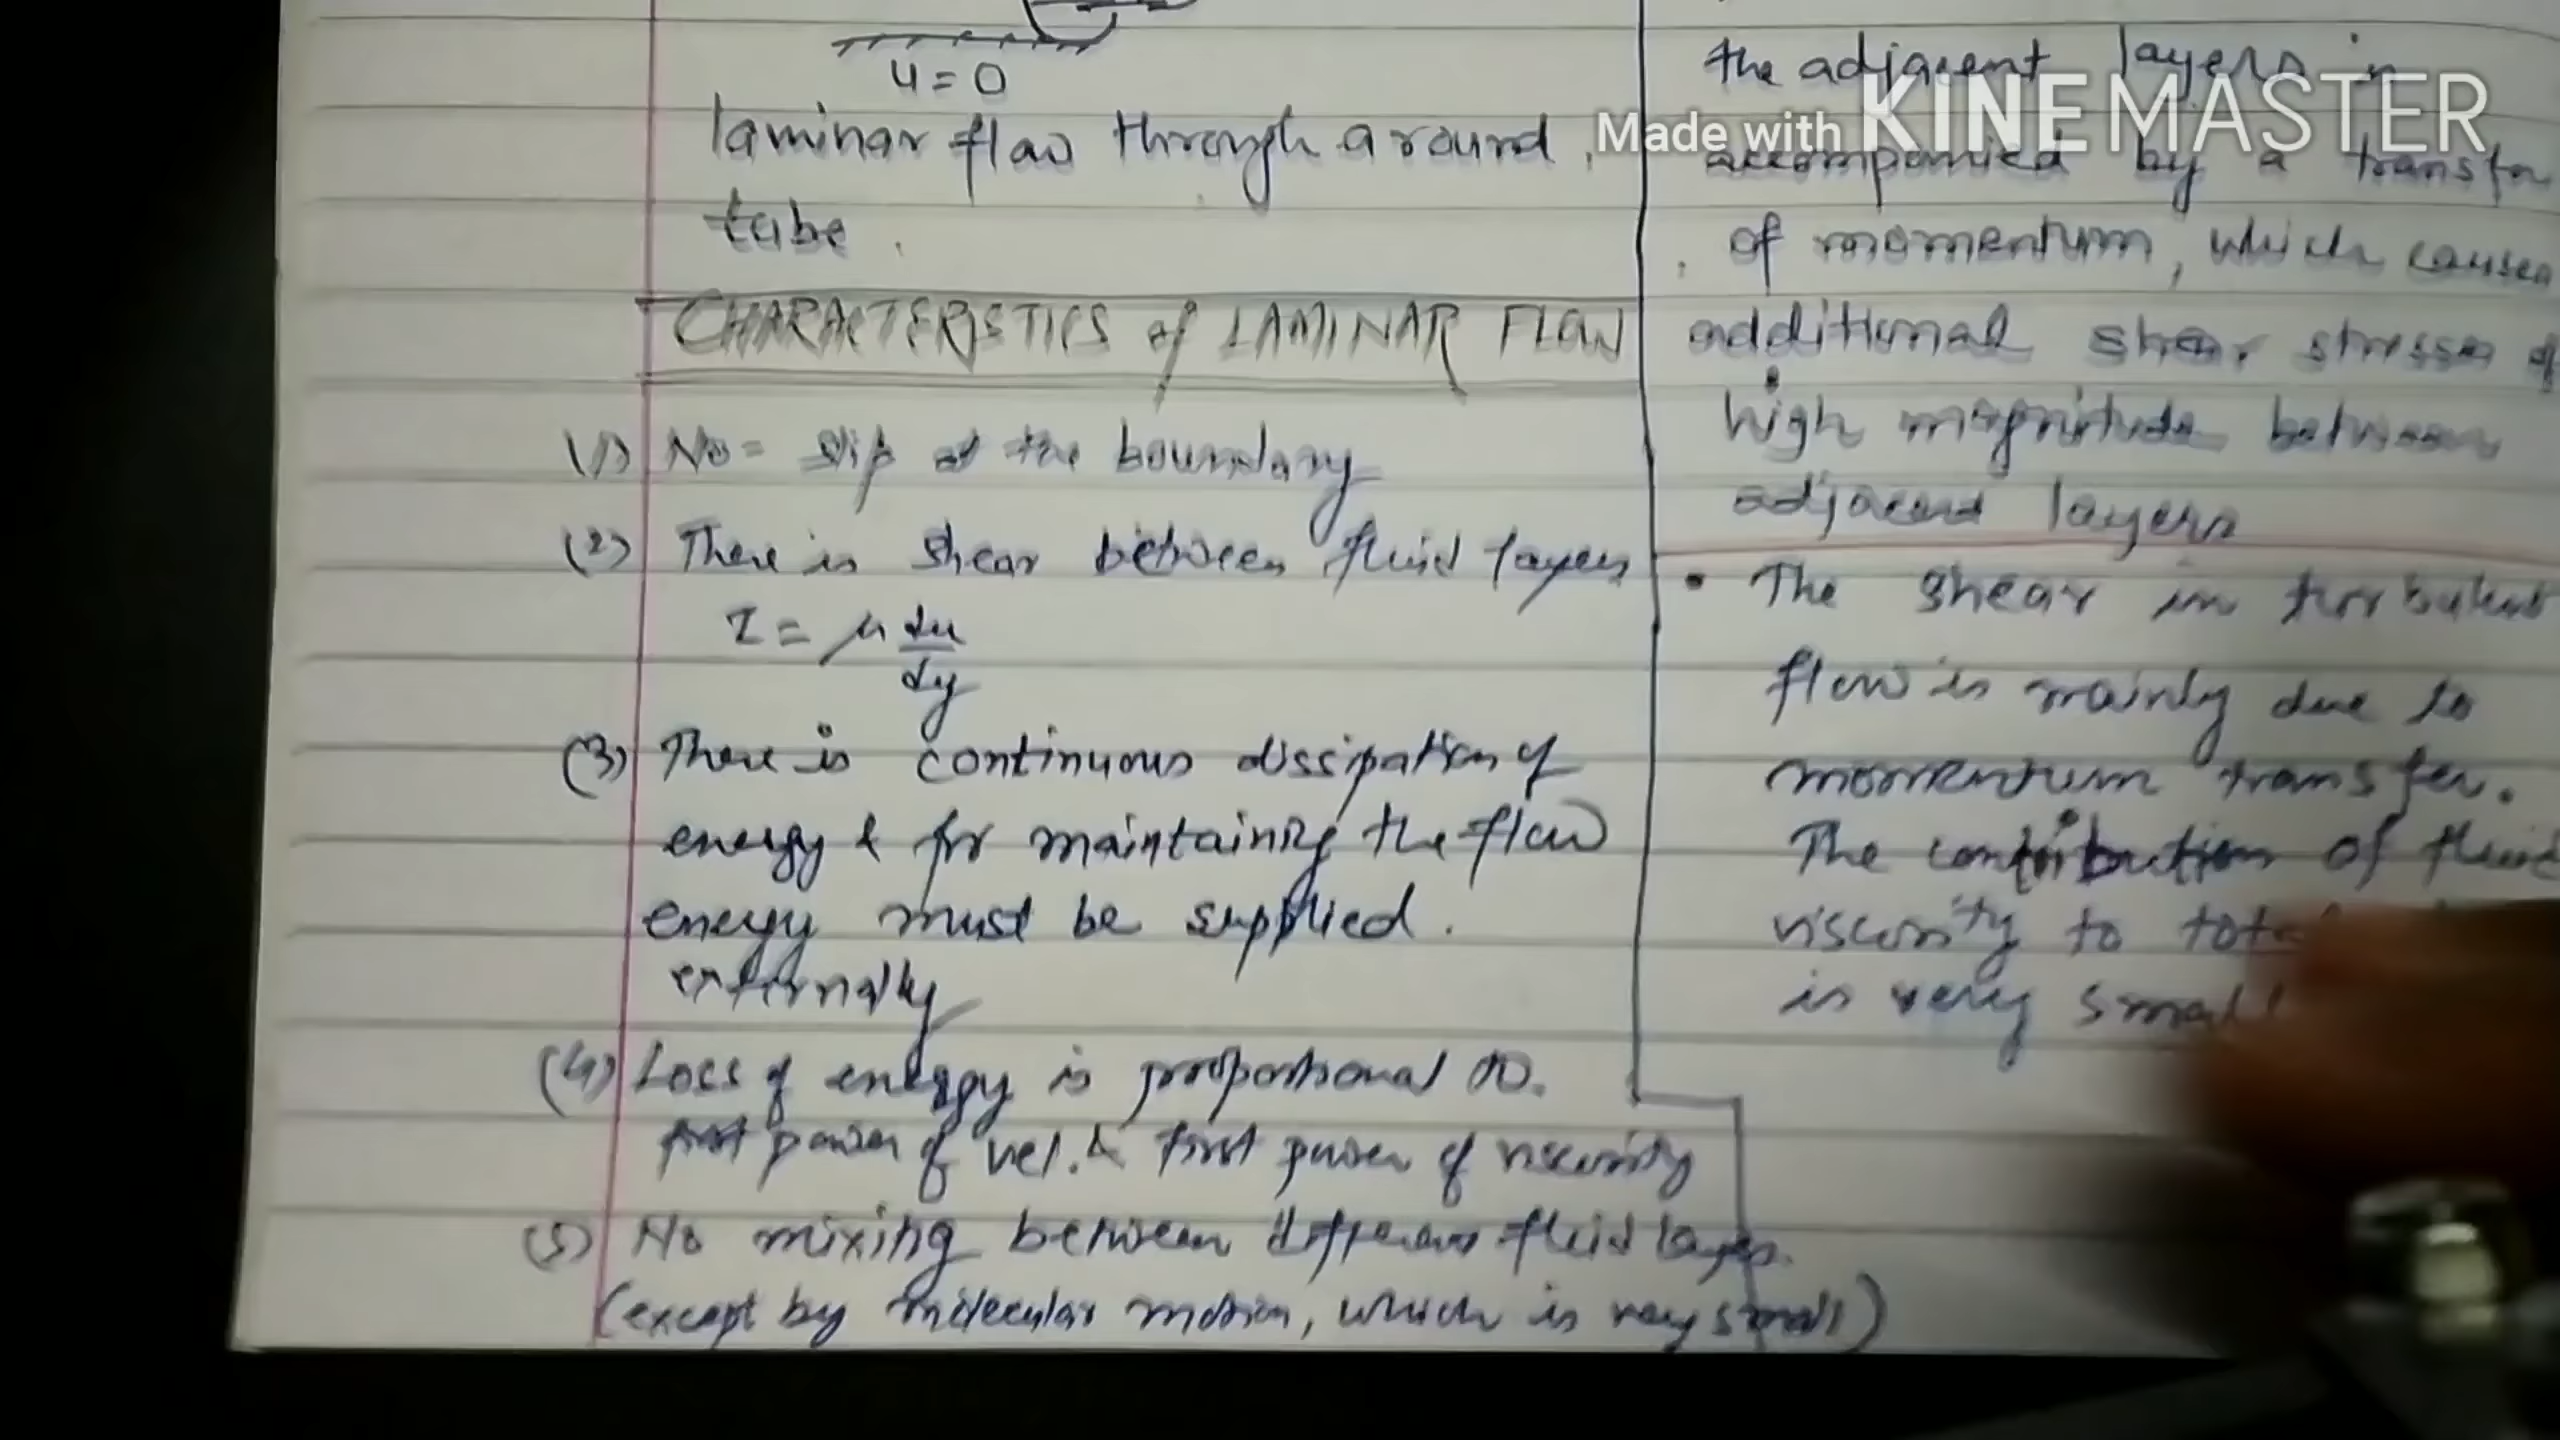 u = 0
laminar flow through a round
tube
CHARACTERISTICS of LAMINAR FLOW
(1) No = slip at the boundary
(2) There is shear between fluid layers
τ = μ du/dy
(3) There is continuous dissipation of
energy & for maintaining the flow
energy must be supplied.
externally
(4) Loss of energy is proportional to.
first power of vel. & first power of viscosity
(5) No mixing between different fluid layers.
(except by molecular motion, which is very small)
the adjacent layers is
Made with KINEMASTER
accompanied by a transfer
of momentum, which causes
additional shear stresses of
high magnitude between
adjacent layers
• The shear in turbulent
flow is mainly due to
momentum transfer.
The contribution of fluid
viscosity to total
is very small